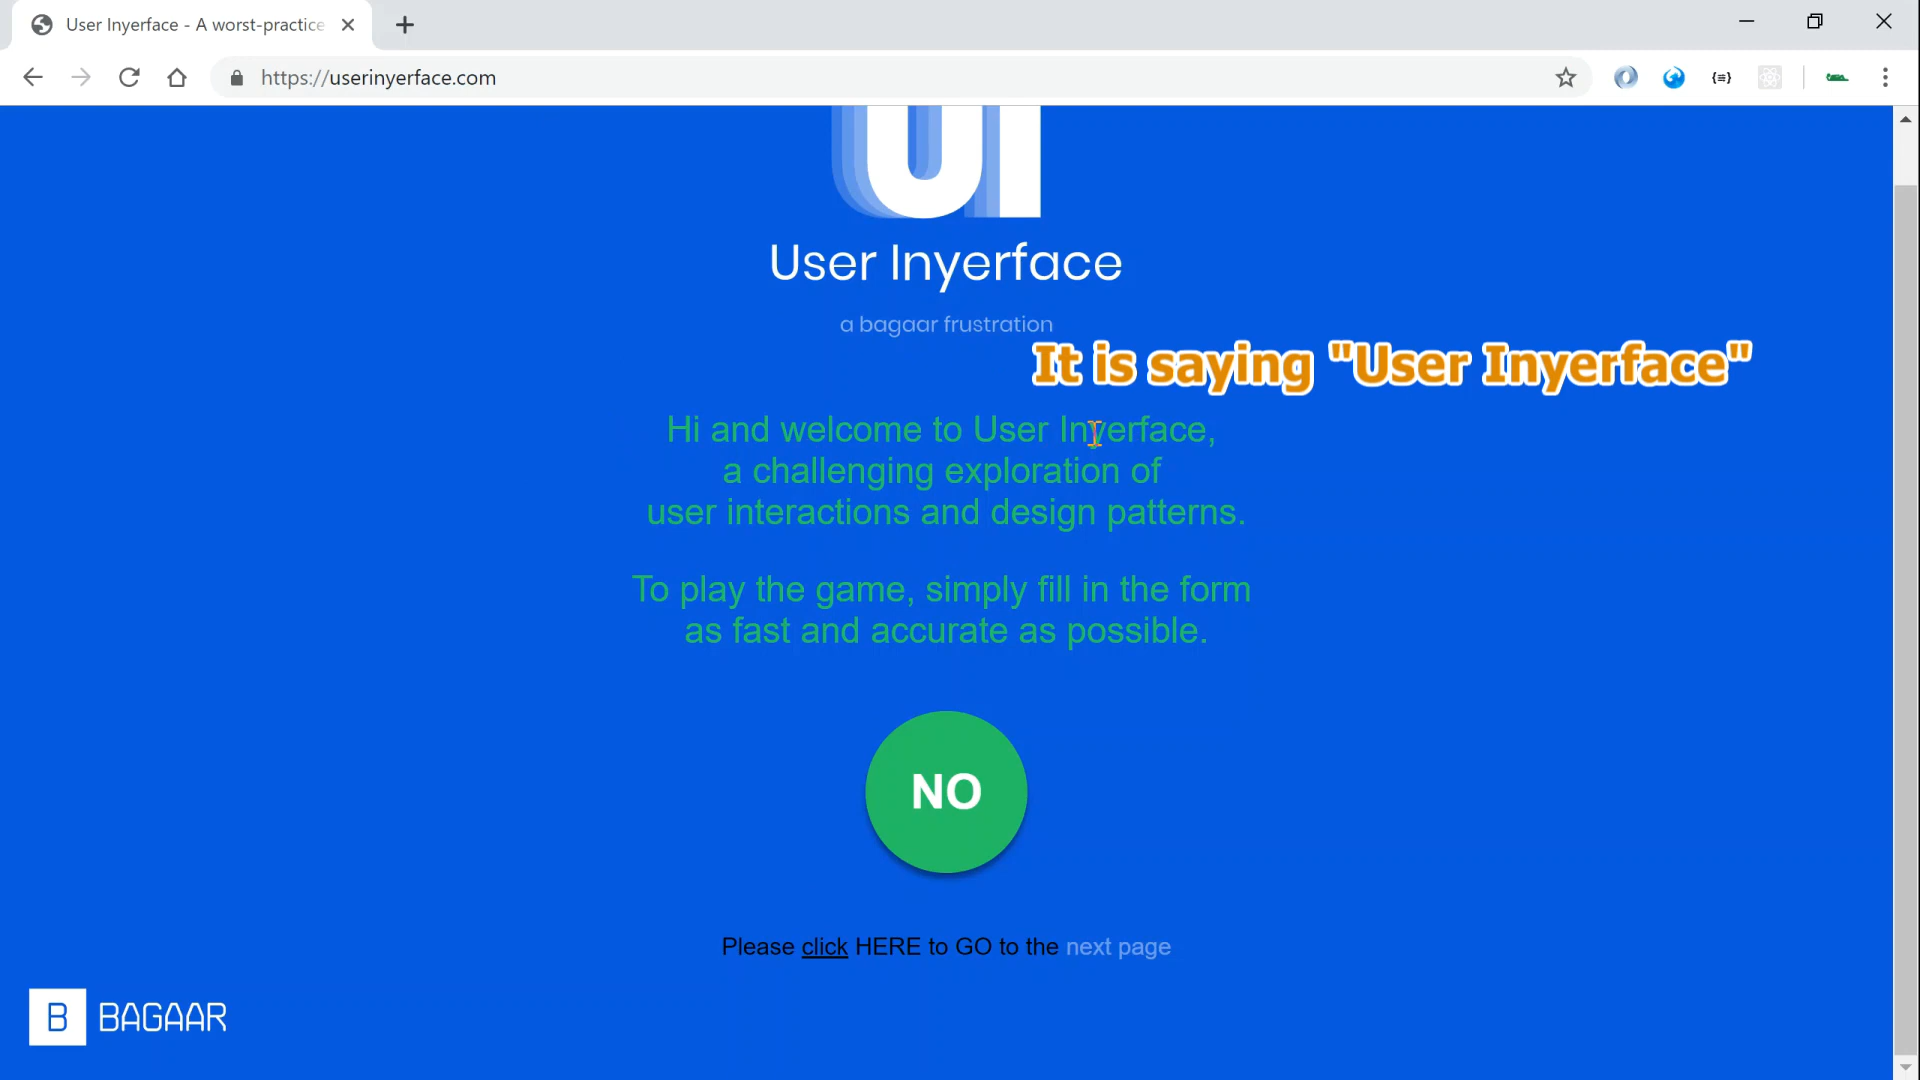 User Inyerface - A worst-practice
https://userinyerface.com
UI
User Inyerface
a bagaar frustration
It is saying "User Inyerface"
Hi and welcome to User Inyerface,
a challenging exploration of
user interactions and design patterns.
To play the game, simply fill in the form
as fast and accurate as possible.
NO
Please click HERE to GO to the next page
B BAGAAR